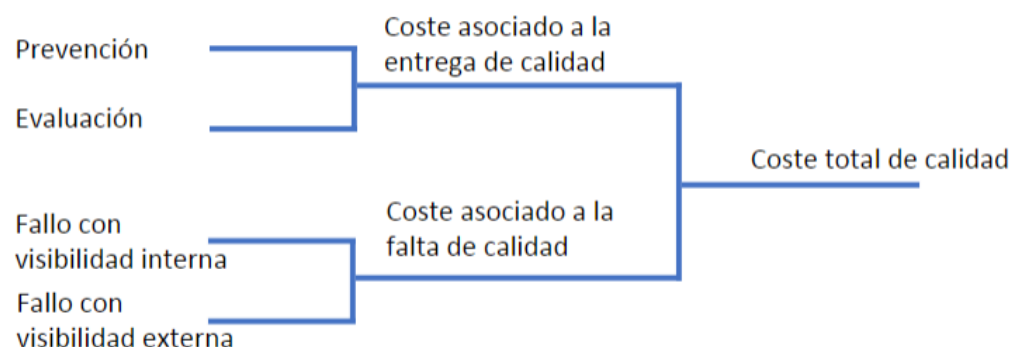 Prevención
Evaluación
Coste asociado a la
entrega de calidad
Fallo con
visibilidad interna
Fallo con
visibilidad externa
Coste asociado a la
falta de calidad
Coste total de calidad